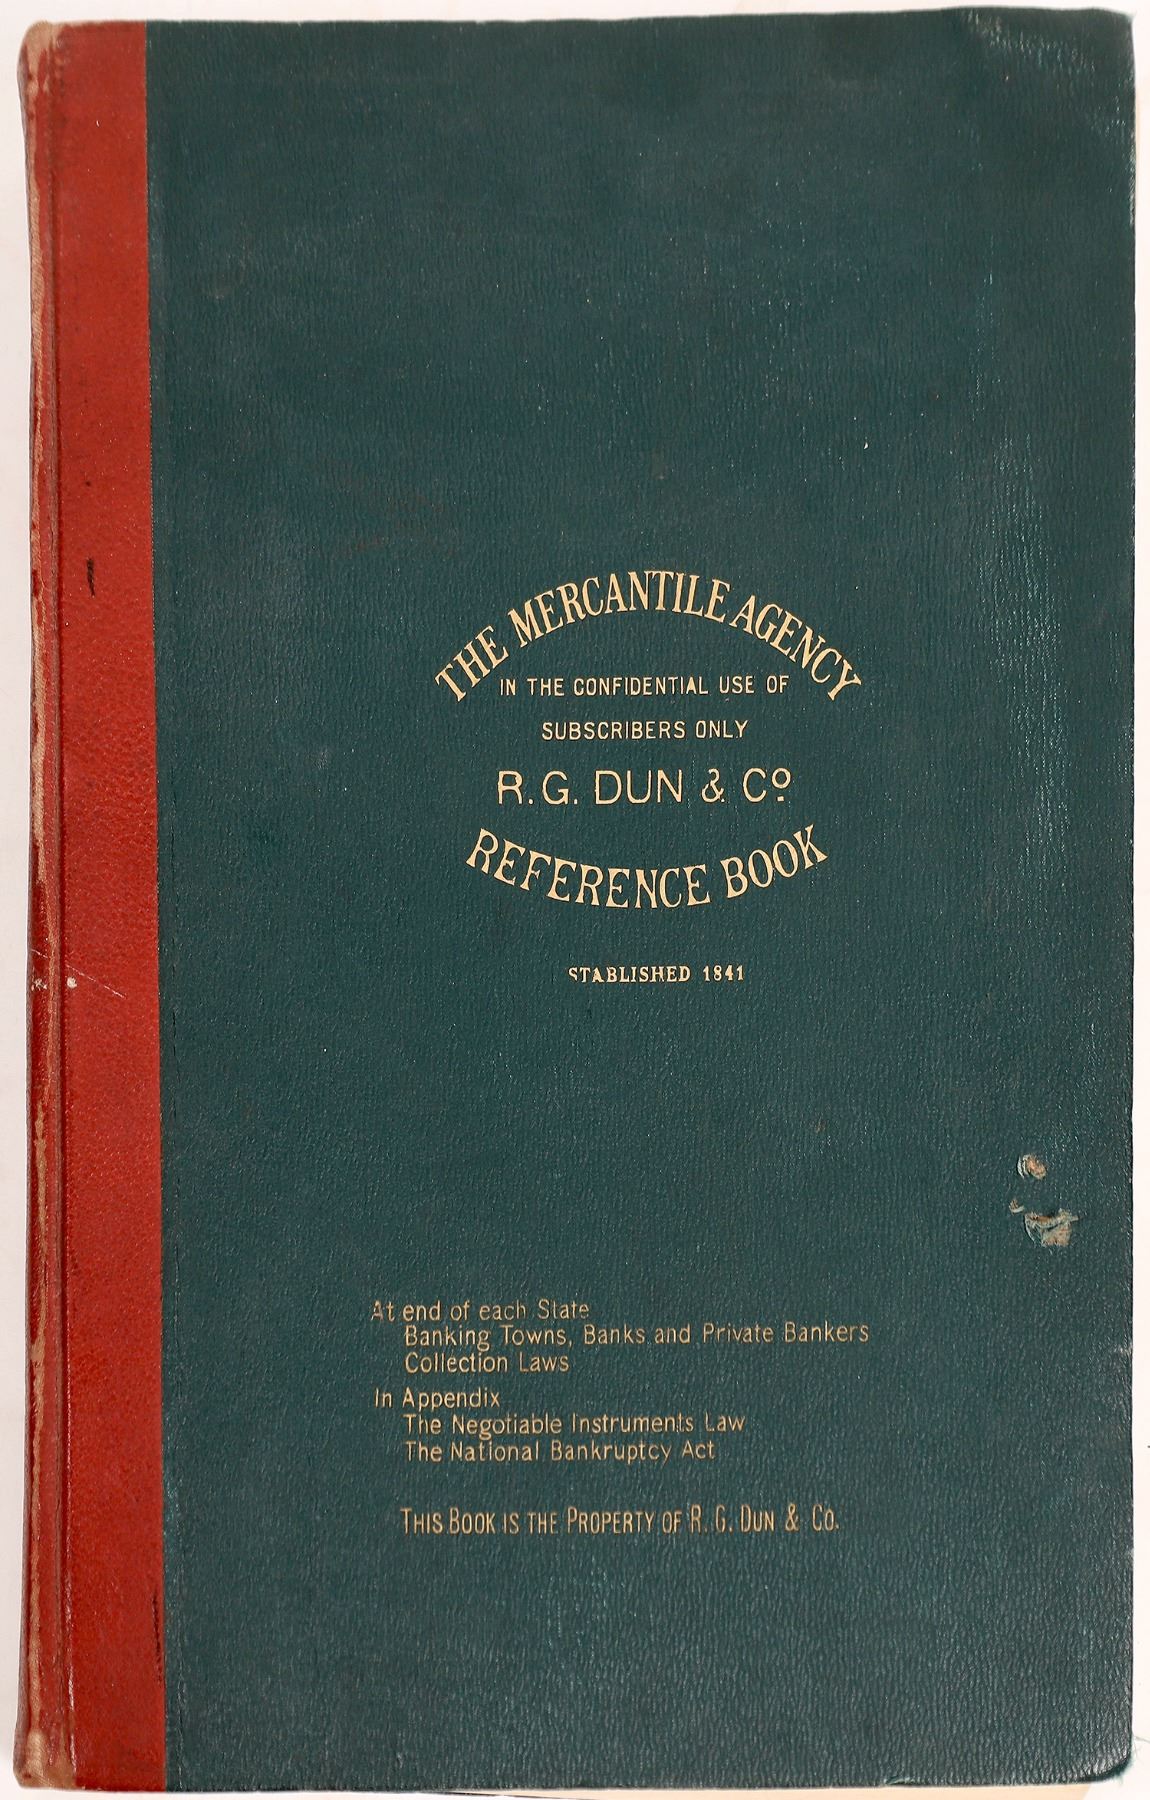 THE MERCANTILE AGENCY
IN THE CONFIDENTIAL USE OF
SUBSCRIBERS ONLY
R.G. DUN & Cº
REFERENCE BOOK
STABLISHED 1841
At end of each State
Banking Towns, Banks and Private Bankers
Collection Laws
In Appendix
The Negotiable Instruments Law
The National Bankruptcy Act
THIS BOOK IS THE PROPERTY OF R. G. DUN & CO.